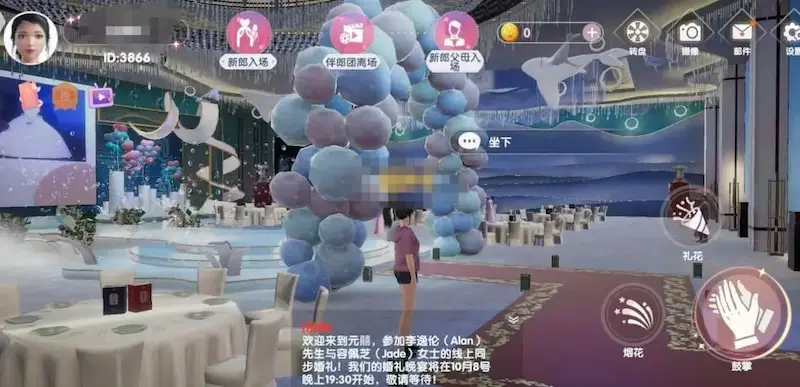 ID:3866
新郎入场
伴郎团离场
新郎父母入
场
0
转盘
摄像
邮件
坐下
礼花
烟花
鼓掌
欢迎来到元囍，参加李逸伦（Alan）
先生与容佩芝（Jade）女士的线上同
步婚礼！我们的婚礼晚宴将在10月8号
晚上19:30开始，敬请等待！